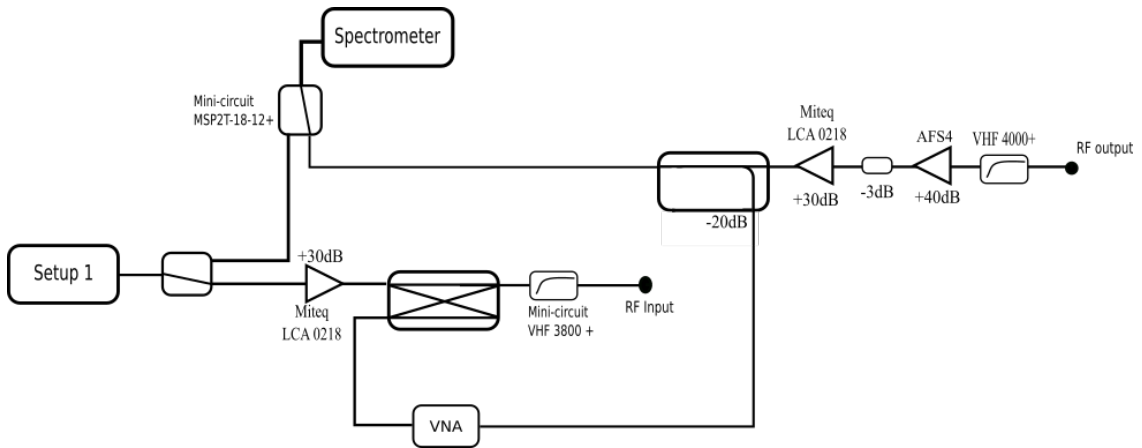 Spectrometer
Mini-circuit
MSP2T-18-12+
Miteq
LCA 0218
AFS4
VHF 4000+
RF output
+30dB
-3dB
+40dB
-20dB
Setup 1
+30dB
Miteq
LCA 0218
Mini-circuit
VHF 3800 +
RF Input
VNA